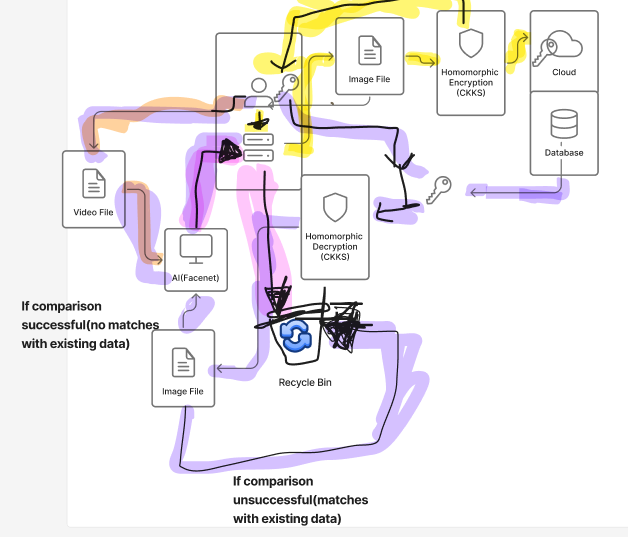 Image File
Homomorphic
Encryption
(CKKS)
Cloud
Database
Video File
Homomorphic
Decryption
(CKKS)
AI(Facenet)
If comparison
successful(no matches
with existing data)
Image File
Recycle Bin
If comparison
unsuccessful(matches
with existing data)